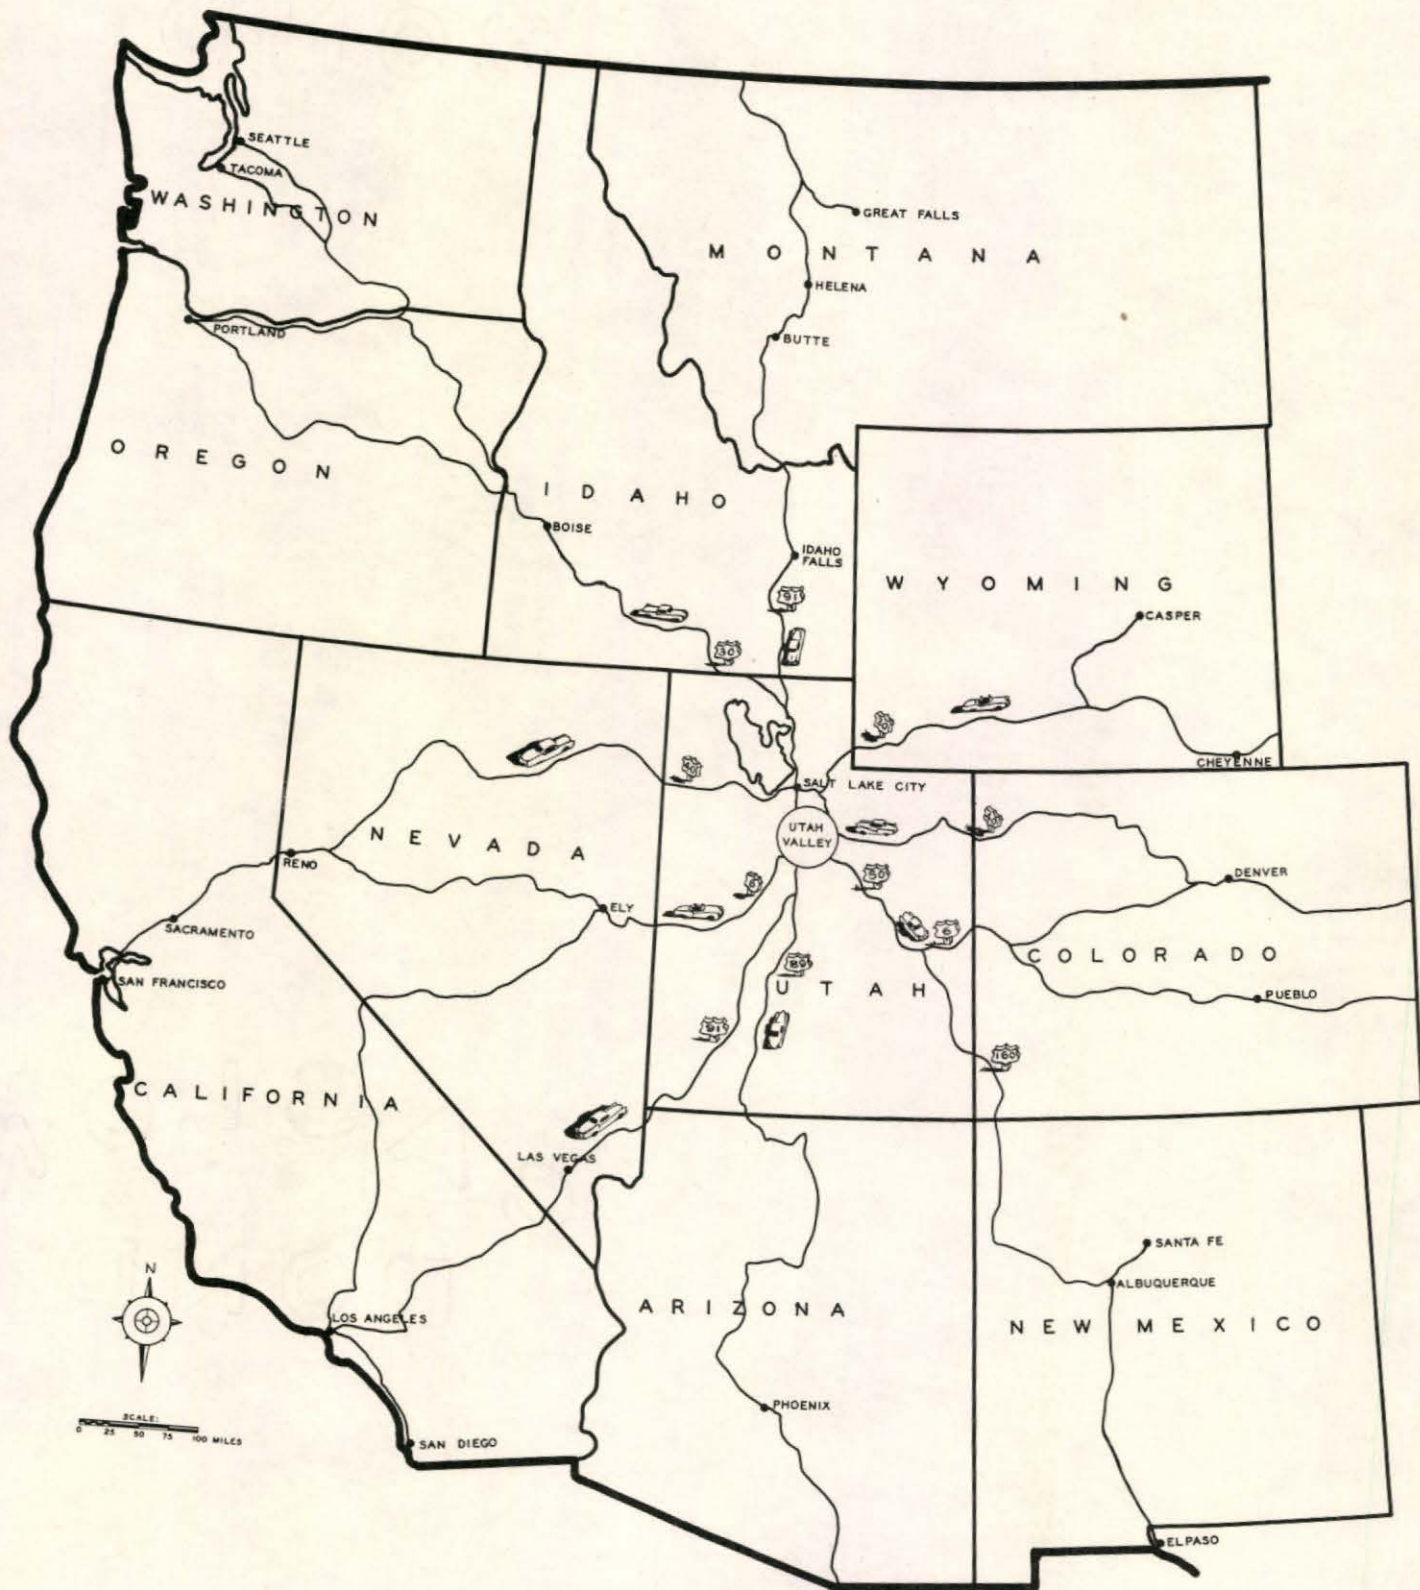 SEATTLE
TACOMA
WASHINGTON
GREAT FALLS
MONTANA
HELENA
PORTLAND
BUTTE
OREGON
IDAHO
BOISE
IDAHO
FALLS
WYOMING
91
CASPER
30
CHEYENNE
40
SALT LAKE CITY
UTAH
VALLEY
NEVADA
RENO
DENVER
50
6
ELY
SACRAMENTO
6
COLORADO
89
SAN FRANCISCO
UTAH
PUEBLO
91
160
CALIFORNIA
LAS VEGAS
SANTA FE
N
ALBUQUERQUE
ARIZONA
LOS ANGELES
NEW MEXICO
PHOENIX
SCALE:
0 25 50 75 100 MILES
SAN DIEGO
EL PASO